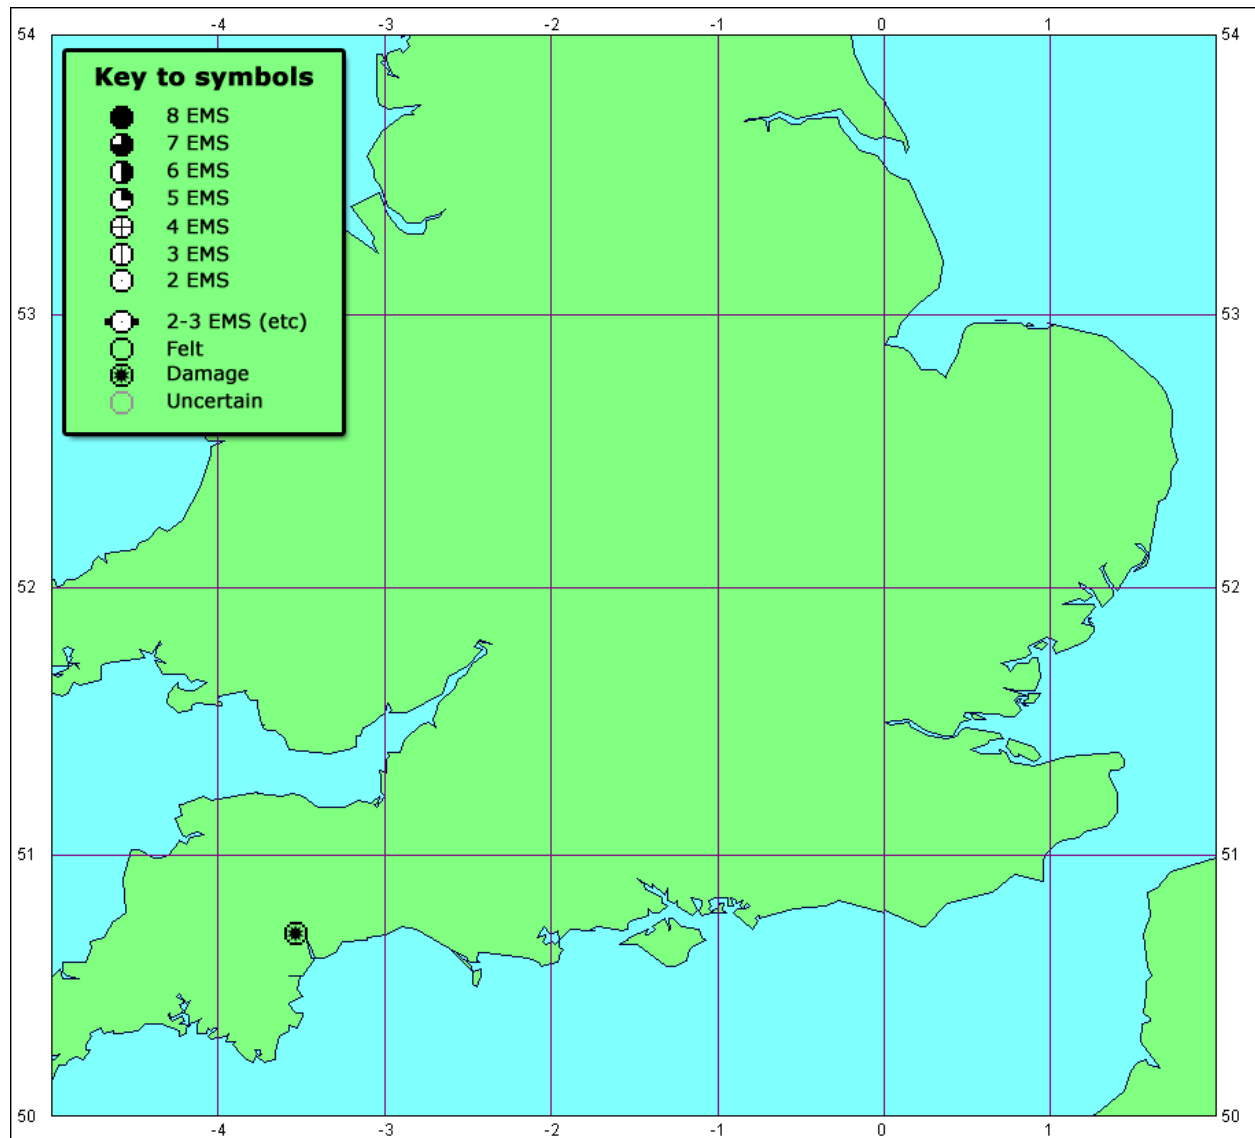 -4 -3 -2 -1 0 1
54 54
Key to symbols
8 EMS
7 EMS
6 EMS
5 EMS
4 EMS
3 EMS
2 EMS
2-3 EMS (etc)
Felt
Damage
Uncertain
53 53
52 52
51 51
50 50
-4 -3 -2 -1 0 1